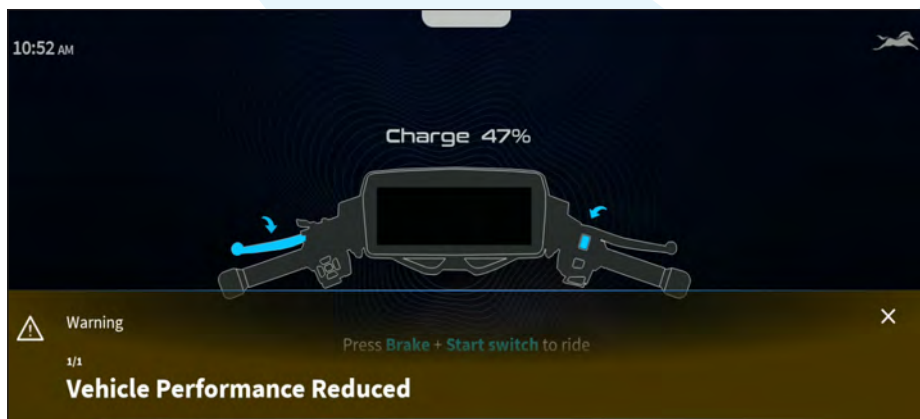 10:52 AM
Charge 47%
Warning
Press Brake + Start switch to ride
1/1
Vehicle Performance Reduced